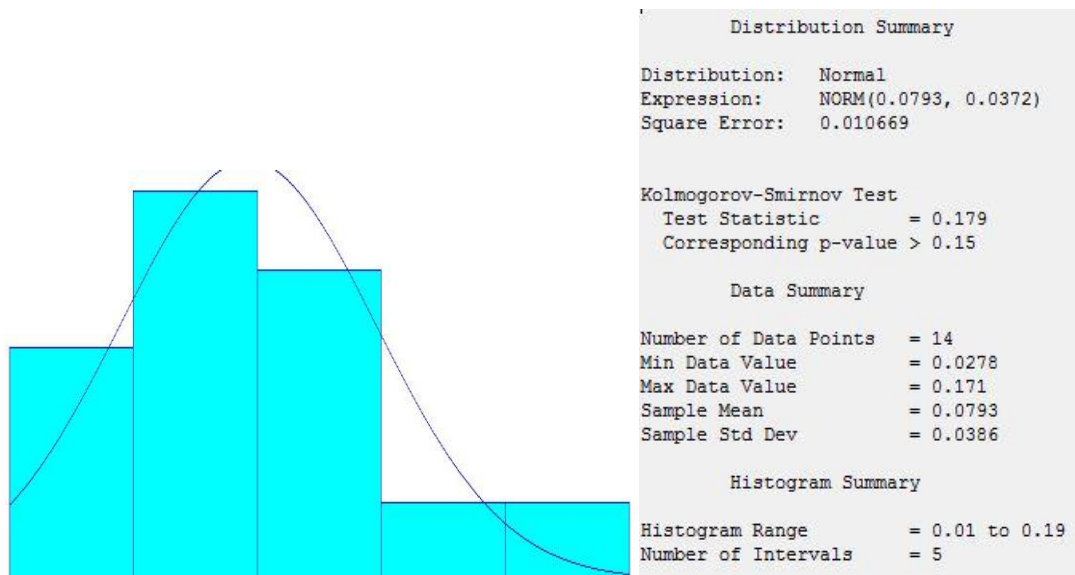 Distribution Summary
Distribution: Normal
Expression: NORM(0.0793, 0.0372)
Square Error: 0.010669
Kolmogorov-Smirnov Test
Test Statistic = 0.179
Corresponding p-value > 0.15
Data Summary
Number of Data Points = 14
Min Data Value = 0.0278
Max Data Value = 0.171
Sample Mean = 0.0793
Sample Std Dev = 0.0386
Histogram Summary
Histogram Range = 0.01 to 0.19
Number of Intervals = 5